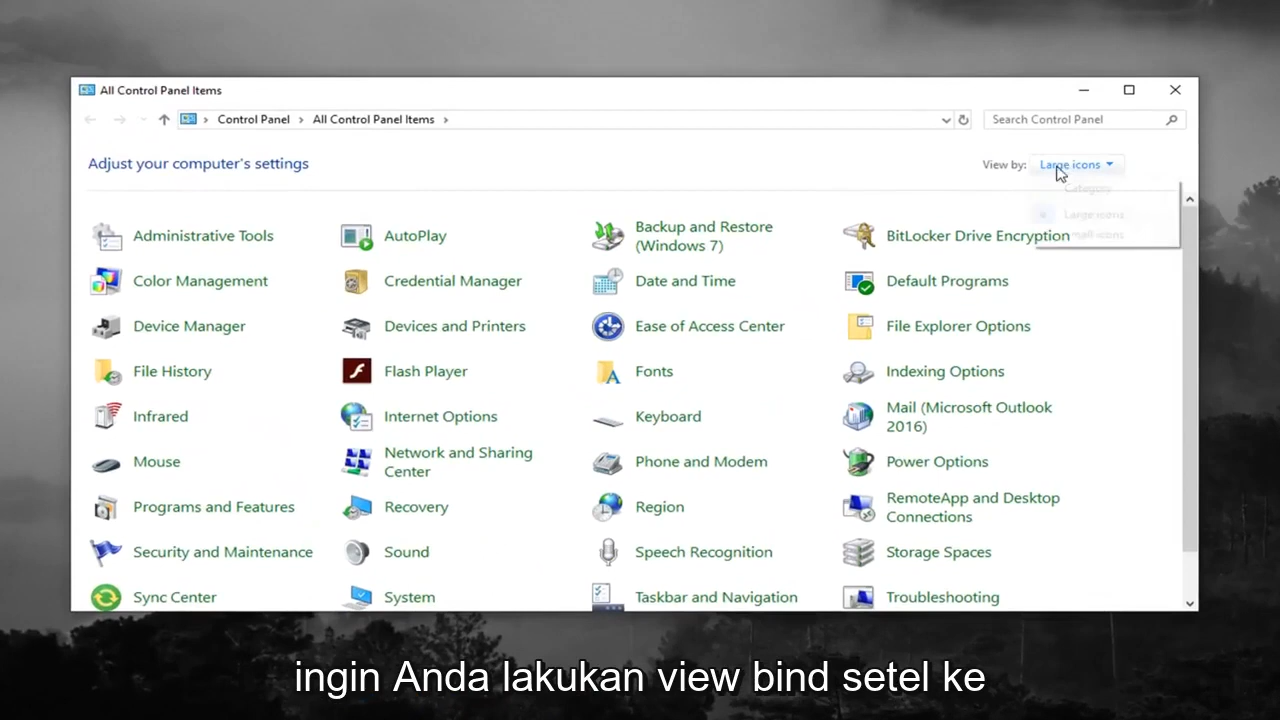 All Control Panel Items
Control Panel > All Control Panel Items >
Search Control Panel
Adjust your computer's settings
View by: Large icons
Category
Large icons
Administrative Tools
AutoPlay
Backup and Restore
(Windows 7)
BitLocker Drive Encryption
Color Management
Credential Manager
Date and Time
Default Programs
Device Manager
Devices and Printers
Ease of Access Center
File Explorer Options
File History
Flash Player
Fonts
Indexing Options
Infrared
Internet Options
Keyboard
Mail (Microsoft Outlook
2016)
Mouse
Network and Sharing
Center
Phone and Modem
Power Options
Programs and Features
Recovery
Region
RemoteApp and Desktop
Connections
Security and Maintenance
Sound
Speech Recognition
Storage Spaces
Sync Center
System
Taskbar and Navigation
Troubleshooting
ingin Anda lakukan view bind setel ke